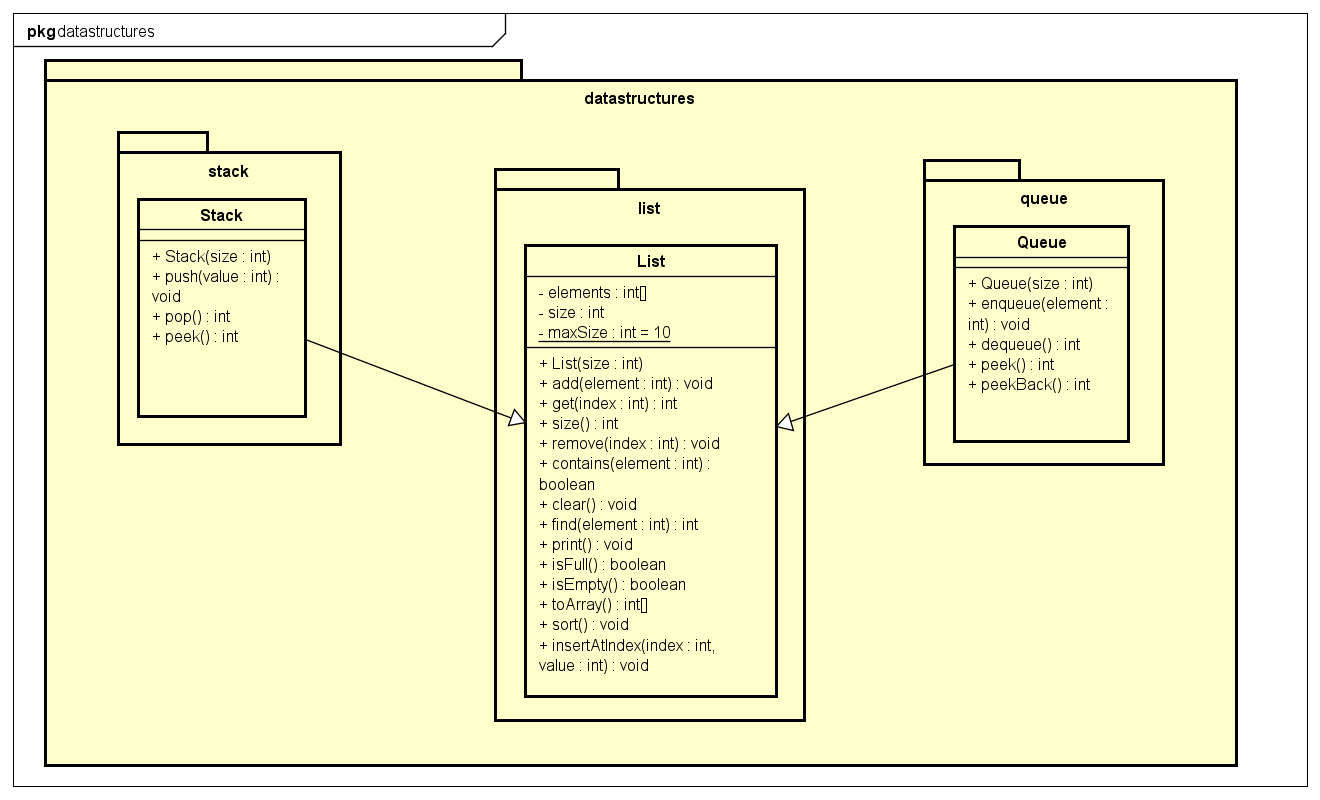 pkg datastructures
datastructures
stack
Stack
+ Stack(size : int)
+ push(value : int) :
void
+ pop() : int
+ peek() : int
list
List
- elements : int[]
- size : int
- maxSize : int = 10
+ List(size : int)
+ add(element : int) : void
+ get(index : int) : int
+ size() : int
+ remove(index : int) : void
+ contains(element : int) :
boolean
+ clear() : void
+ find(element : int) : int
+ print() : void
+ isFull() : boolean
+ isEmpty() : boolean
+ toArray() : int[]
+ sort() : void
+ insertAtIndex(index : int,
value : int) : void
queue
Queue
+ Queue(size : int)
+ enqueue(element :
int) : void
+ dequeue() : int
+ peek() : int
+ peekBack() : int